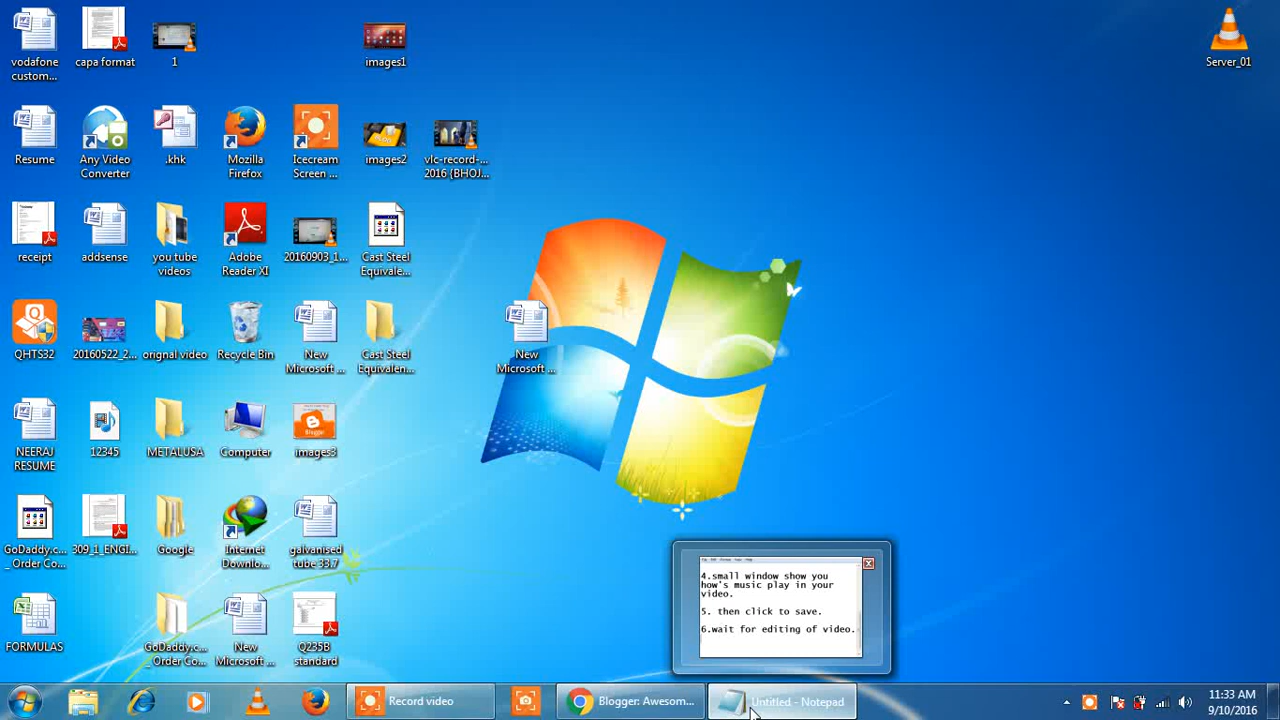 vodafone
custom...
capa format
1
images1
Server_01
Resume
Any Video
Converter
.khk
Mozilla
Firefox
Icecream
Screen ...
images2
vlc-record-...
2016 {BHOJ...
receipt
addsense
you tube
videos
Adobe
Reader XI
20160903_1...
Cast Steel
Equivale...
QHTS32
20160522_2...
orignal video
Recycle Bin
New
Microsoft ...
Cast Steel
Equivalen...
New
Microsoft ...
NEERAJ
RESUME
12345
METALUSA
Computer
images3
GoDaddy.c...
_ Order Co...
309_1_ENGI...
Google
Internet
Downlo...
galvanised
tube 33.7
FORMULAS
GoDaddy.c...
_ Order Co...
New
Microsoft ...
Q235B
standard
4.small window show you
how's music play in your
video.
5. then click to save.
6.wait for editing of video.
Record video
Blogger: Awesom...
Untitled - Notepad
11:33 AM
9/10/2016